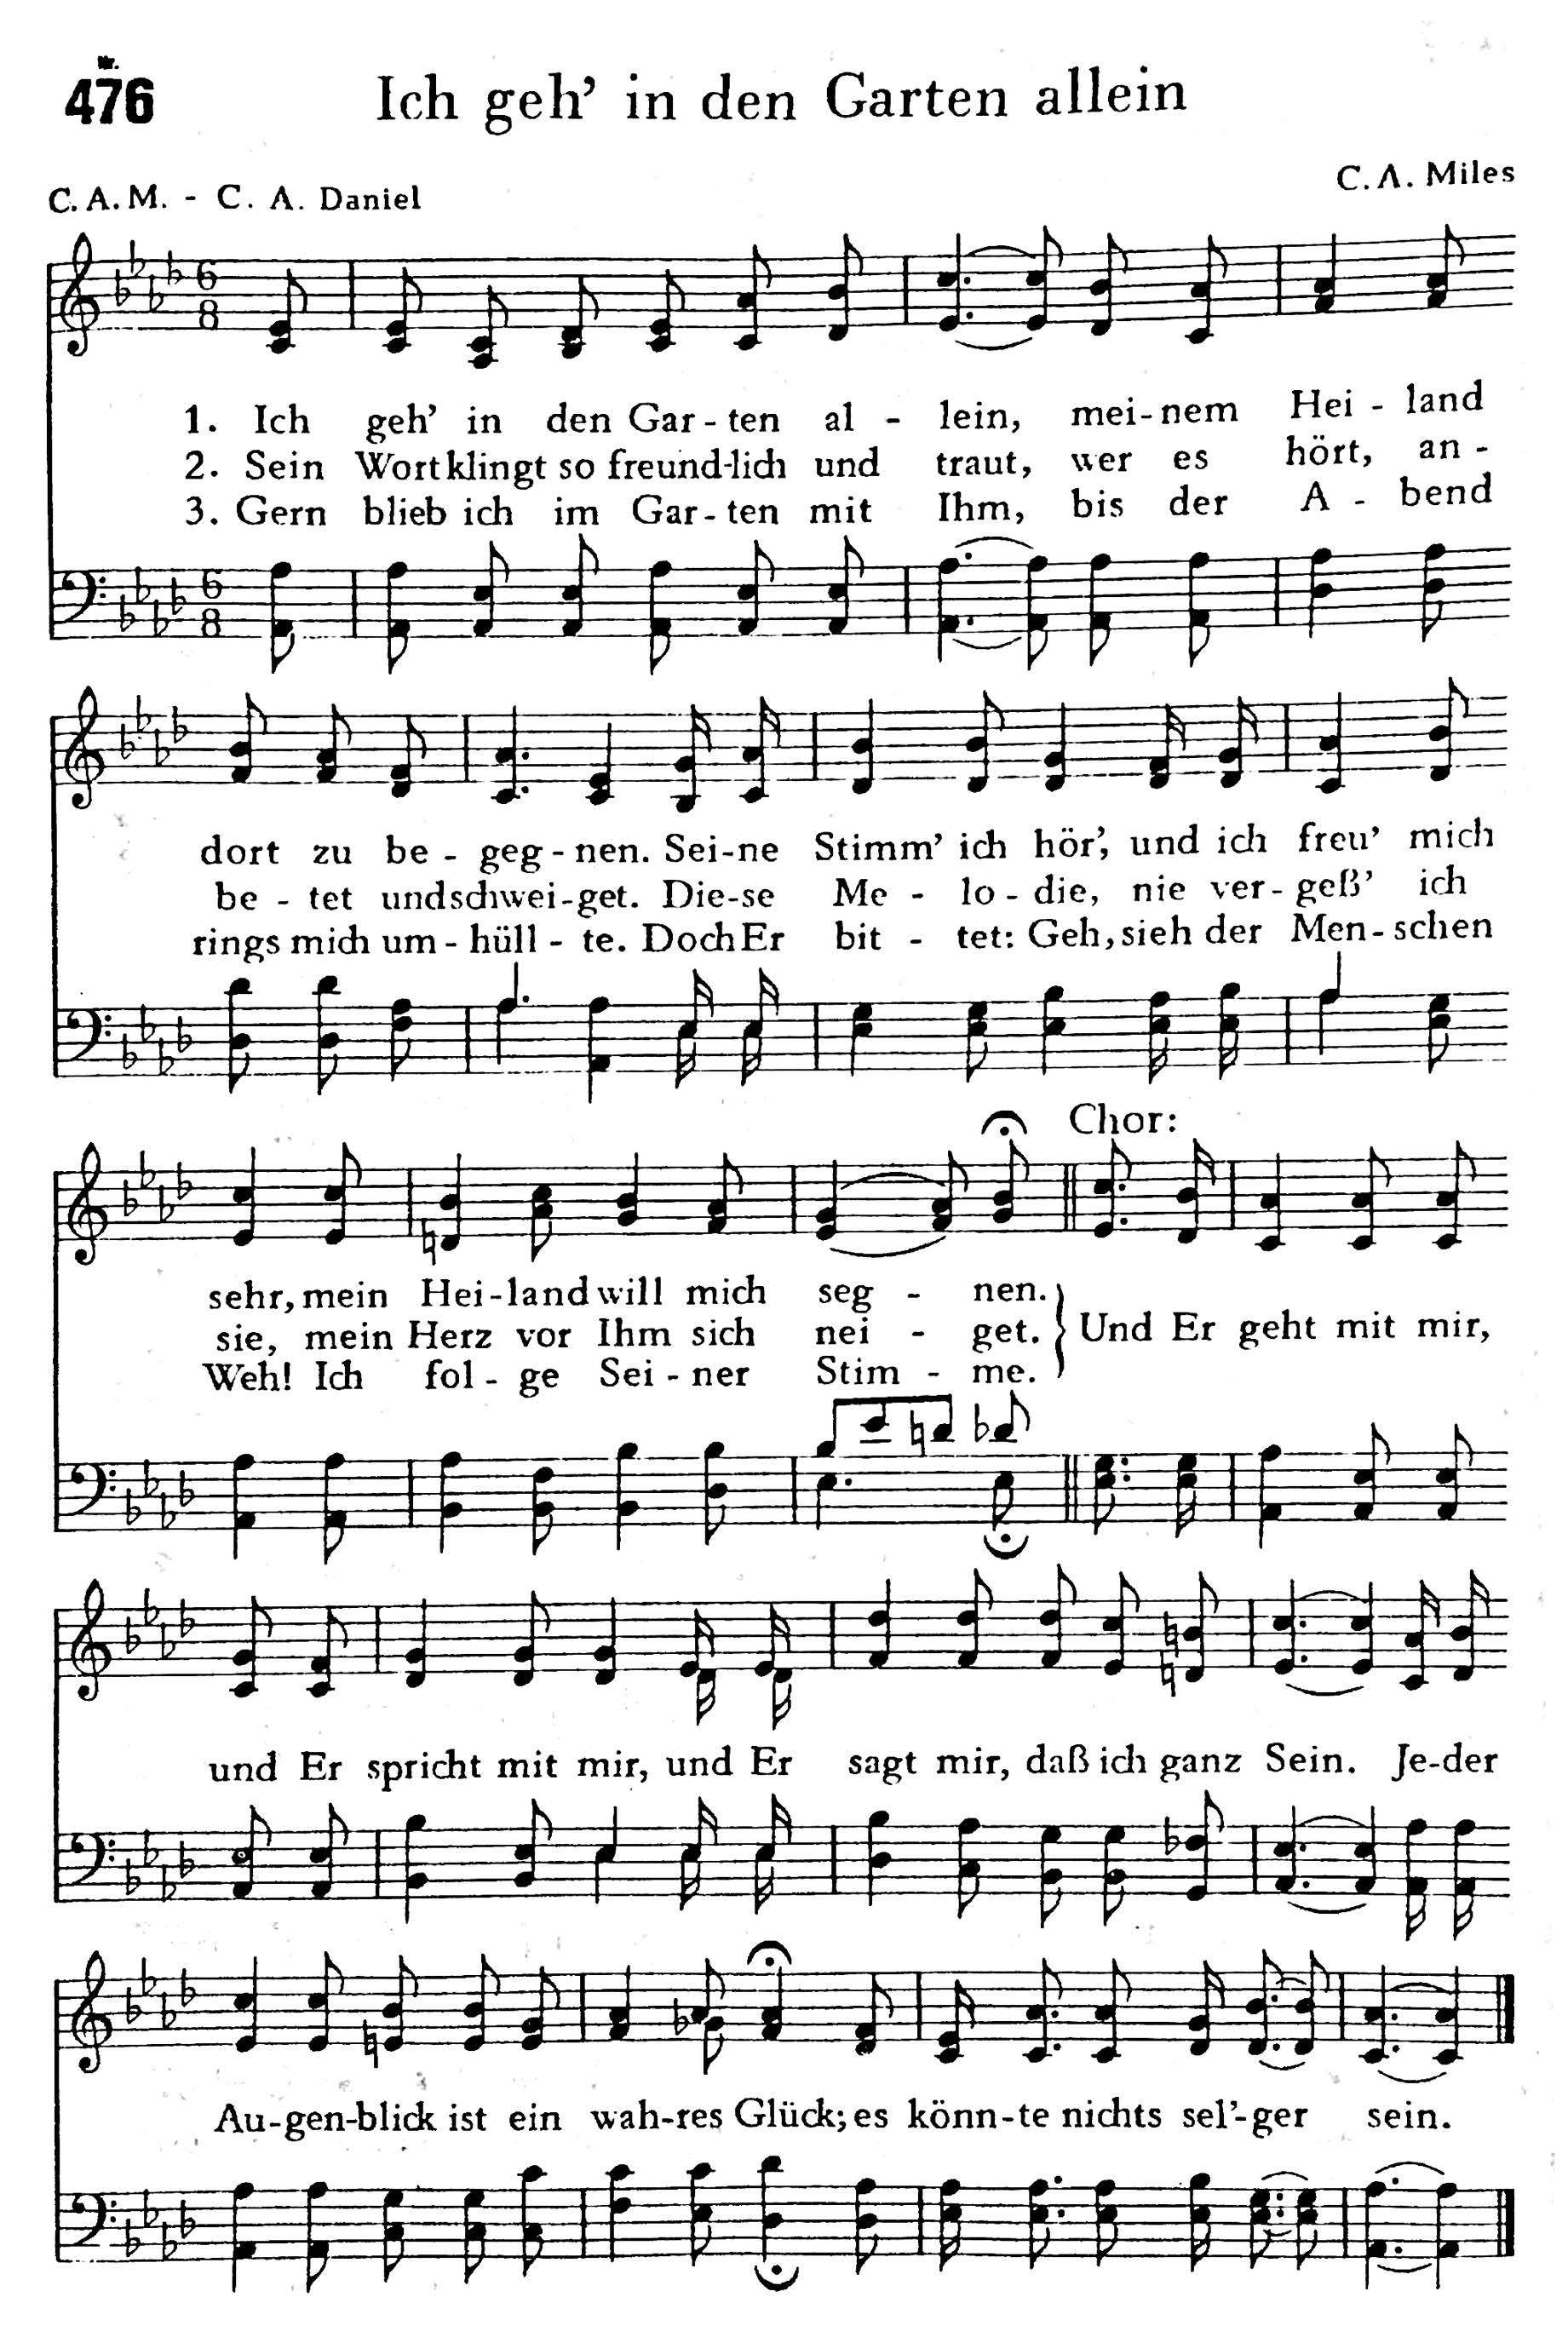 Nr.
476
Ich geh' in den Garten allein
C. A. M. - C. A. Daniel
C. A. Miles
6 8
1. Ich geh' in den Gar - ten al - lein, mei - nem Hei - land
2. Sein Wort klingt so freund - lich und traut, wer es hört, an -
3. Gern blieb ich im Gar - ten mit Ihm, bis der A - bend
6 8
dort zu be - geg - nen. Sei - ne Stimm' ich hör', und ich freu' mich
be - tet und schwei - get. Die - se Me - lo - die, nie ver - geß' ich
rings mich um - hüll - te. Doch Er bit - tet: Geh, sieh der Men - schen
Chor:
sehr, mein Hei - land will mich seg - nen.
sie, mein Herz vor Ihm sich nei - get. } Und Er geht mit mir,
Weh! Ich fol - ge Sei - ner Stim - me.
und Er spricht mit mir, und Er sagt mir, daß ich ganz Sein. Je - der
Au - gen - blick ist ein wah - res Glück; es könn - te nichts sel' - ger sein.